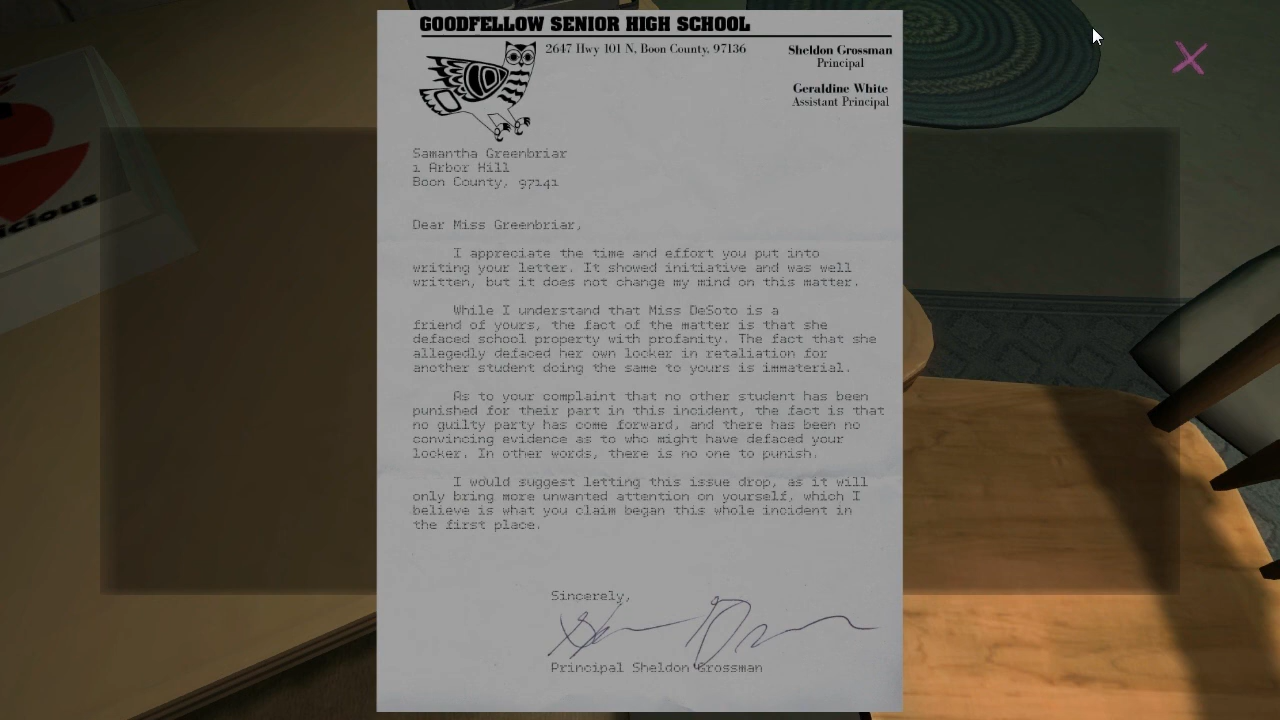 GOODFELLOW SENIOR HIGH SCHOOL
2647 Hwy 101 N, Boon County, 97136
Sheldon Grossman
Principal
Geraldine White
Assistant Principal
Samantha Greenbriar
1 Arbor Hill
Boon County, 97141
Dear Miss Greenbriar,
I appreciate the time and effort you put into
writing your letter. It showed initiative and was well
written, but it does not change my mind on this matter.
While I understand that Miss DeSoto is a
friend of yours, the fact of the matter is that she
defaced school property with profanity. The fact that she
allegedly defaced her own locker in retaliation for
another student doing the same to yours is immaterial.
As to your complaint that no other student has been
punished for their part in this incident, the fact is that
no guilty party has come forward, and there has been no
convincing evidence as to who might have defaced your
locker. In other words, there is no one to punish.
I would suggest letting this issue drop, as it will
only bring more unwanted attention on yourself, which I
believe is what you claim began this whole incident in
the first place.
Sincerely,
Principal Sheldon Grossman
icious